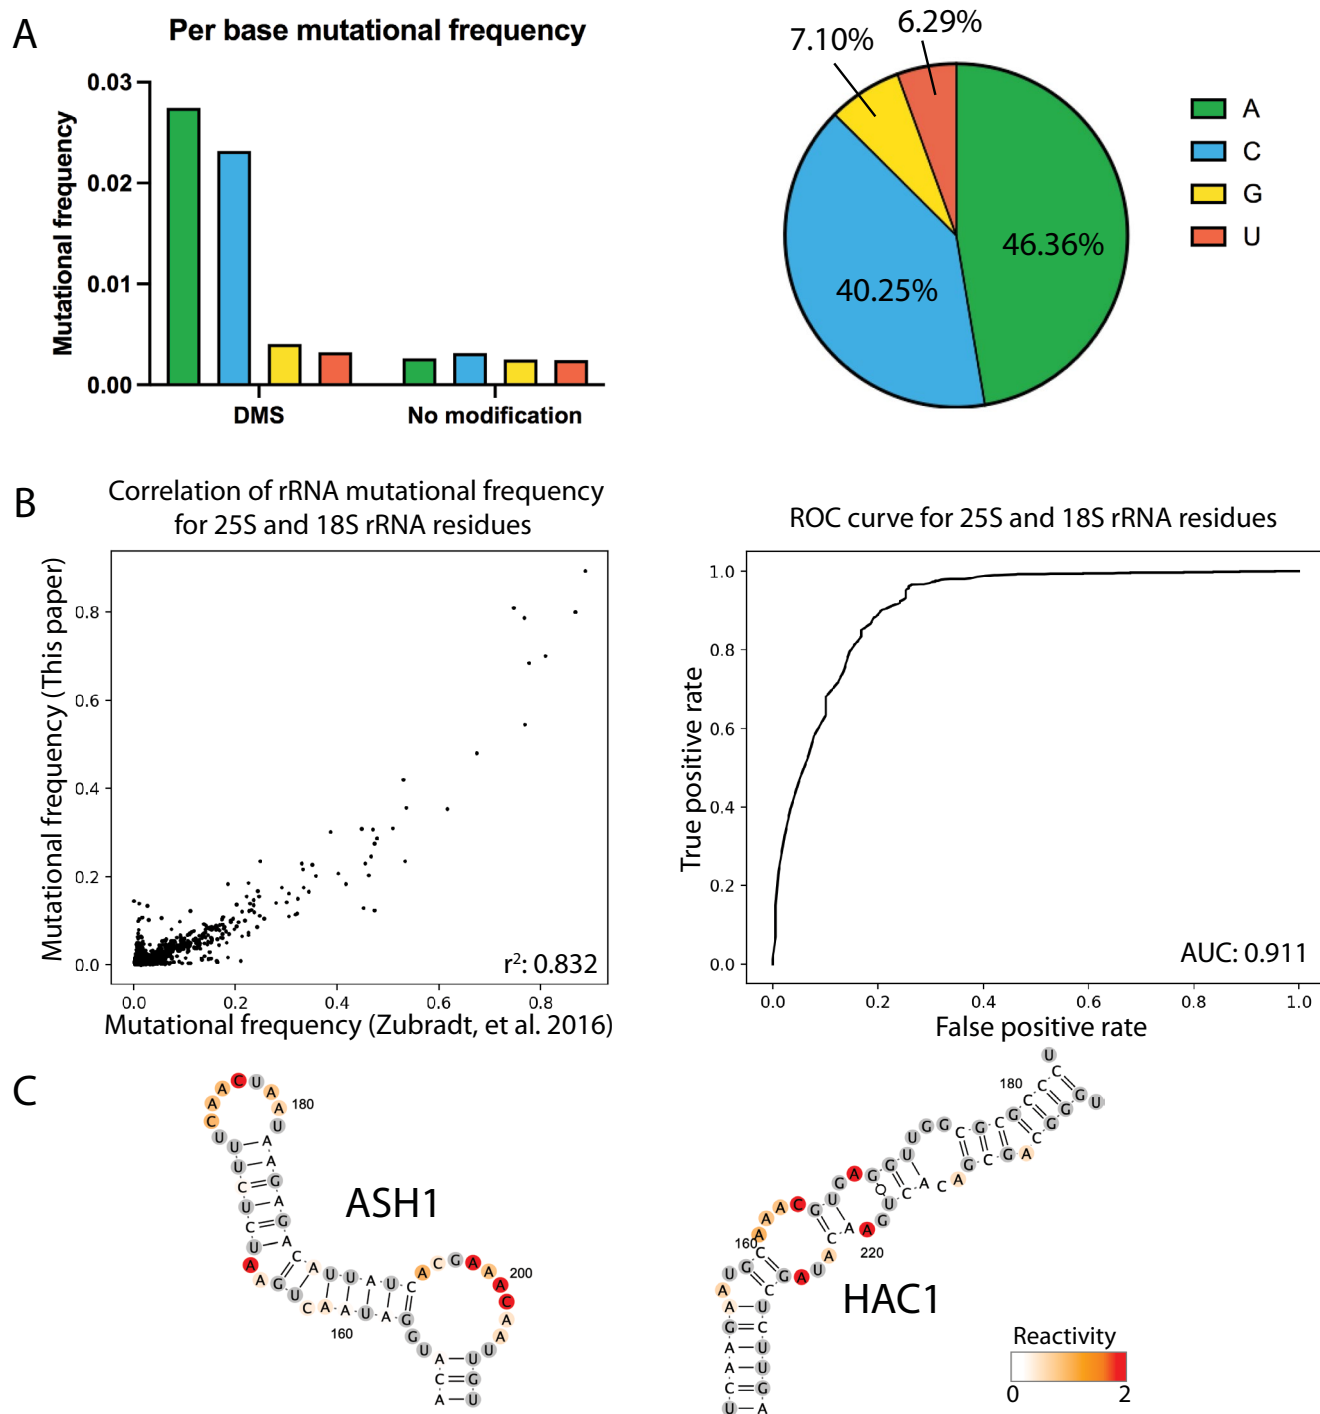 A
Per base mutational frequency
Mutational frequency
0.03
0.02
0.01
0.00
DMS
No modification
7.10%
6.29%
46.36%
40.25%
A
C
G
U
B
Correlation of rRNA mutational frequency
for 25S and 18S rRNA residues
Mutational frequency (This paper)
0.8
0.6
0.4
0.2
0.0
r²: 0.832
0.0 0.2 0.4 0.6 0.8
Mutational frequency (Zubradt, et al. 2016)
ROC curve for 25S and 18S rRNA residues
True positive rate
1.0
0.8
0.6
0.4
0.2
0.0
AUC: 0.911
0.0 0.2 0.4 0.6 0.8 1.0
False positive rate
C
ASH1
180
160
200
HAC1
180
160
220
Reactivity
0 2